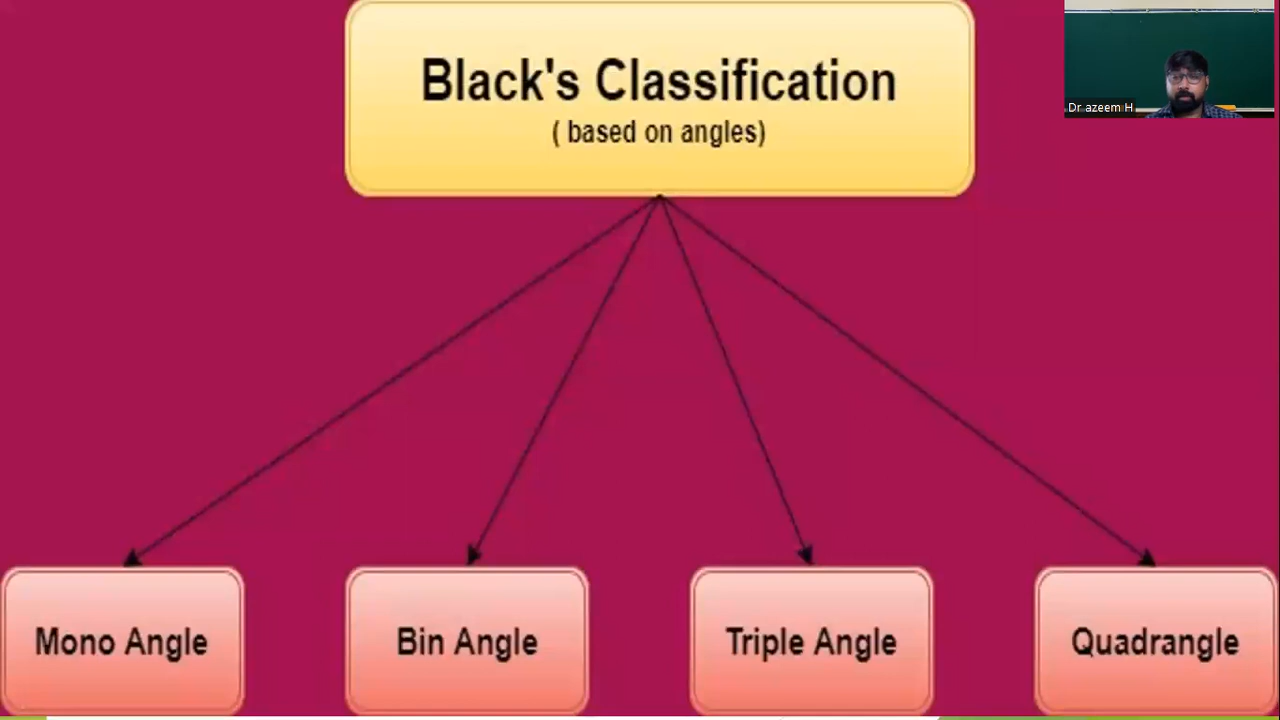 Black's Classification
( based on angles)
Dr azeem H
Mono Angle
Bin Angle
Triple Angle
Quadrangle